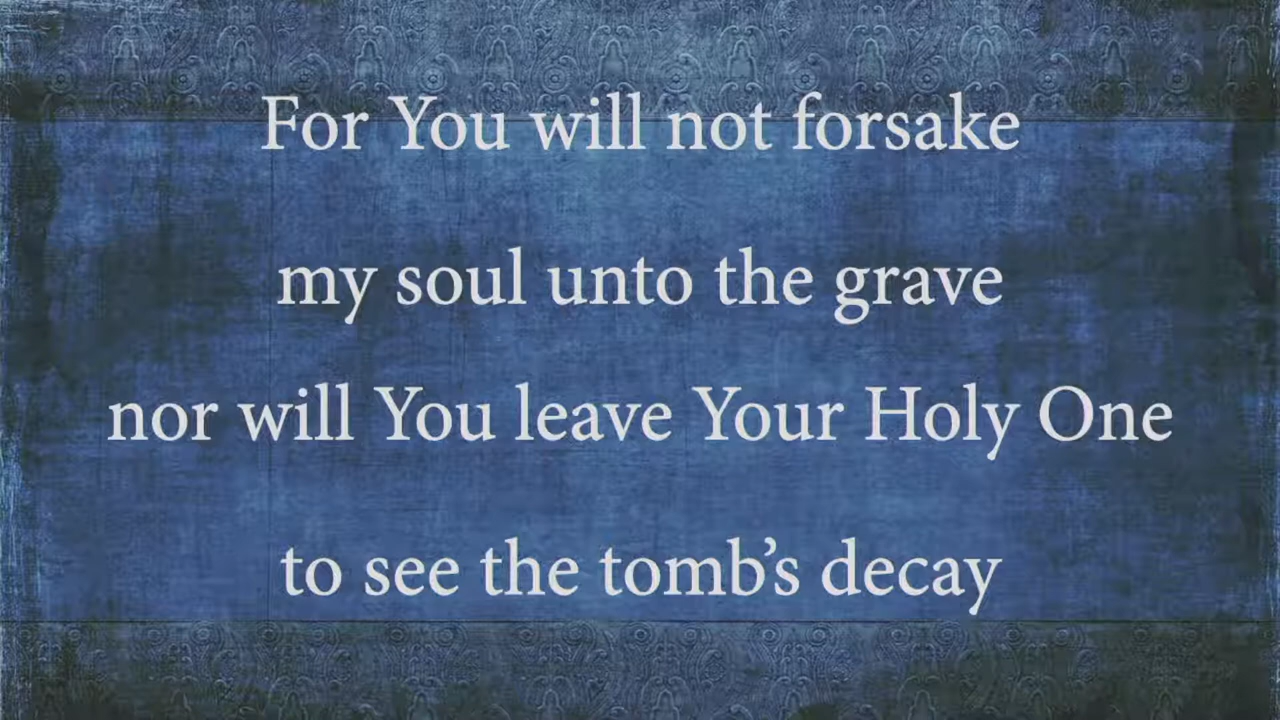 For You will not forsake
my soul unto the grave
nor will You leave Your Holy One
to see the tomb’s decay